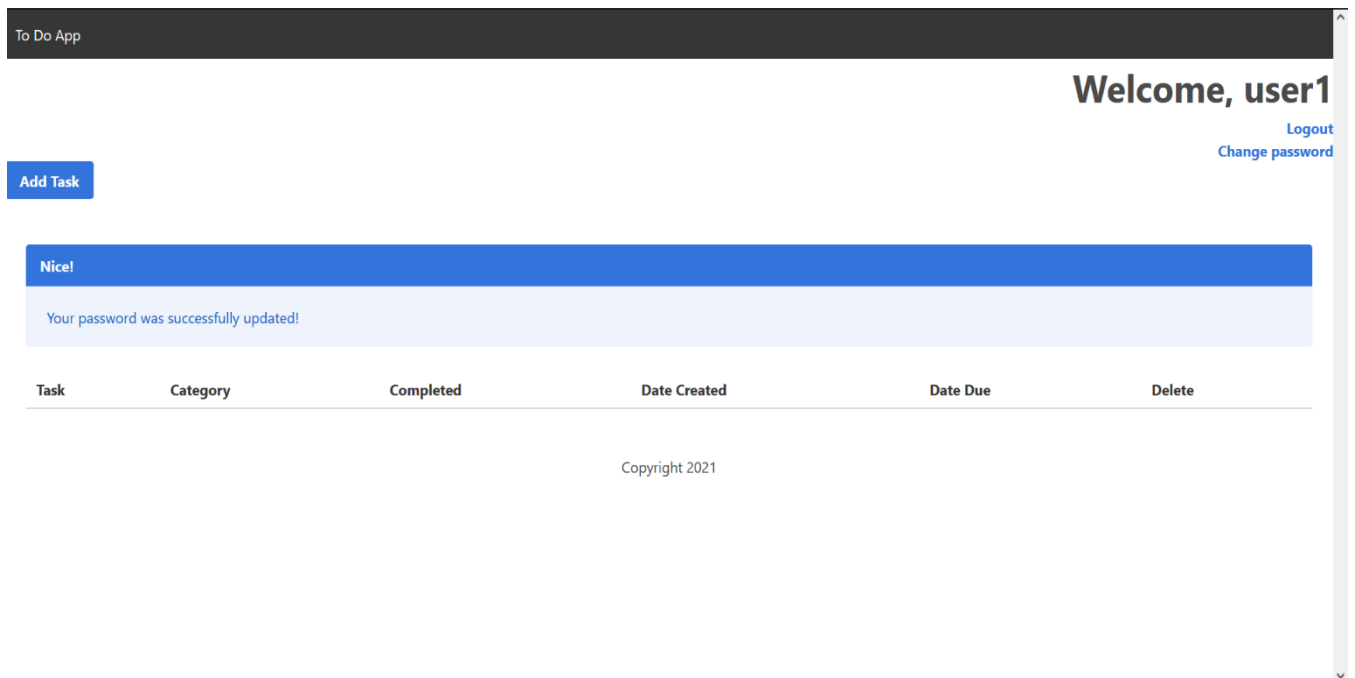 To Do App
Welcome, user1
Logout
Change password
Add Task
Nice!
Your password was successfully updated!
Task Category Completed Date Created Date Due Delete
Copyright 2021